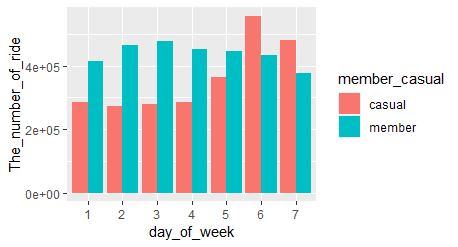 The_number_of_ride
4e+05
2e+05
0e+00
1 2 3 4 5 6 7
day_of_week
member_casual
casual
member